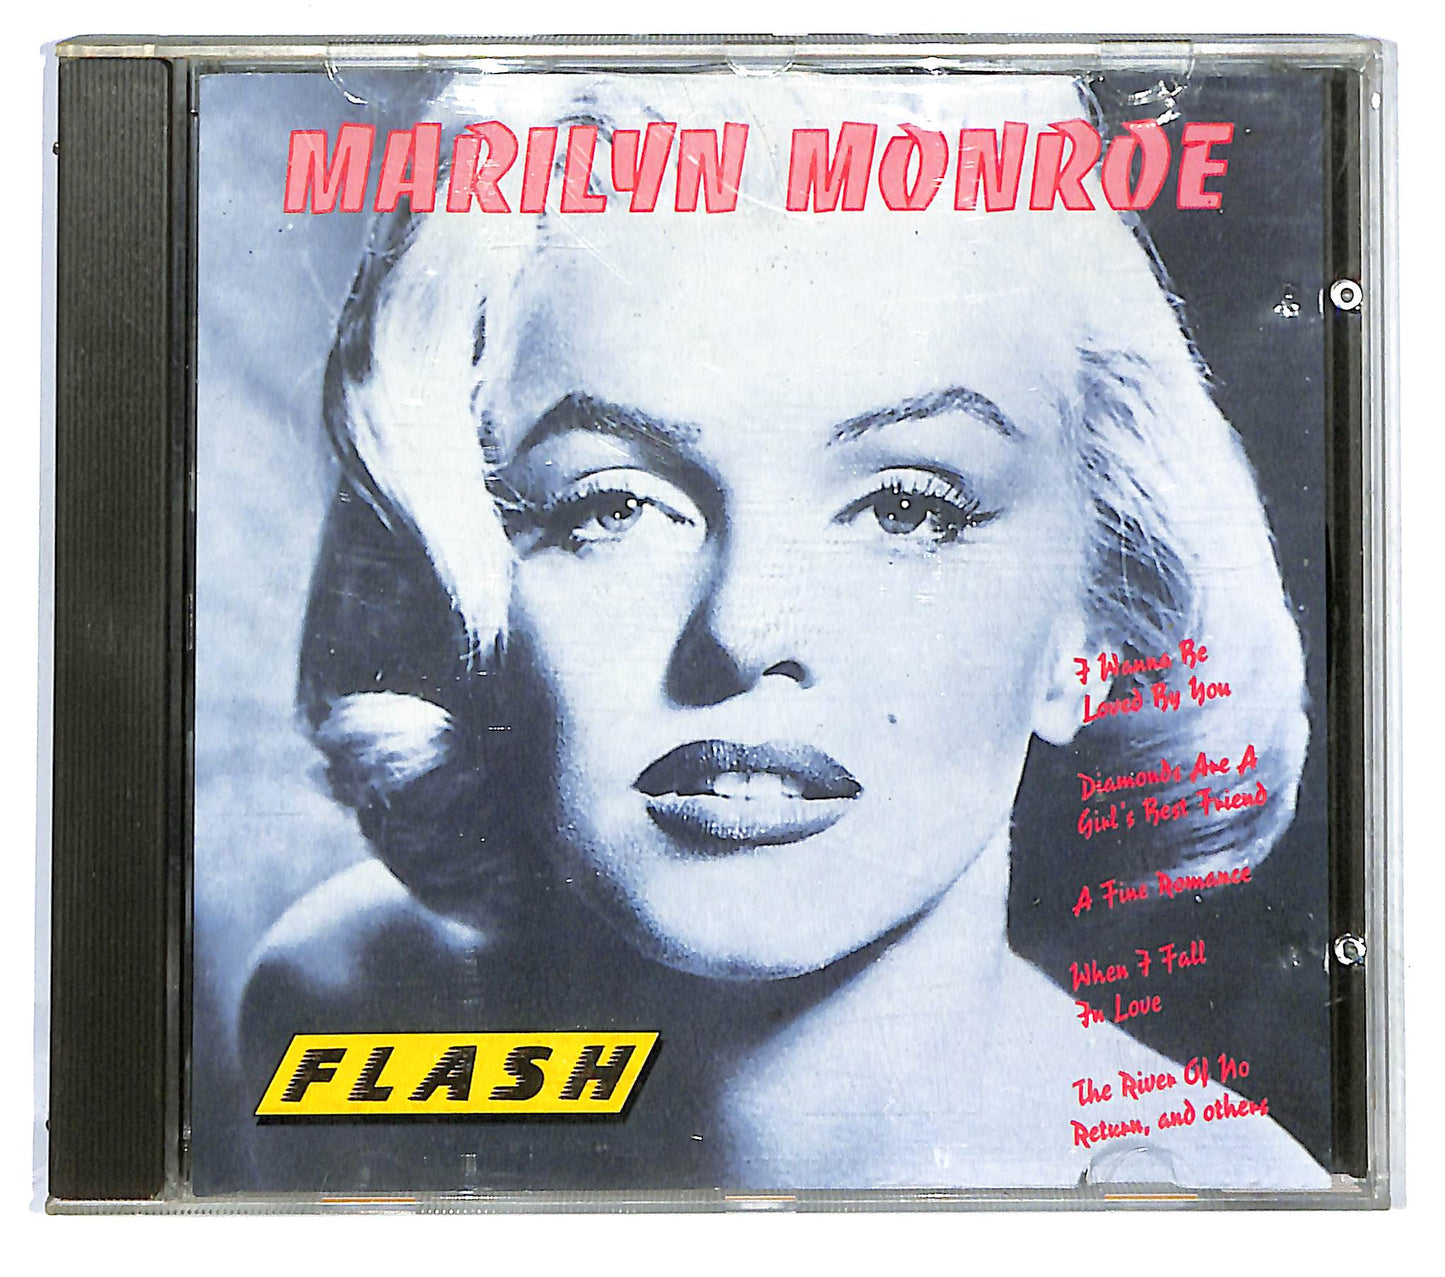 MARILYN MONROE
I Wanna Be
Loved By You
Diamonds Are A
Girl's Best Friend
A Fine Romance
When I Fall
In Love
The River Of No
Return, and others
FLASH